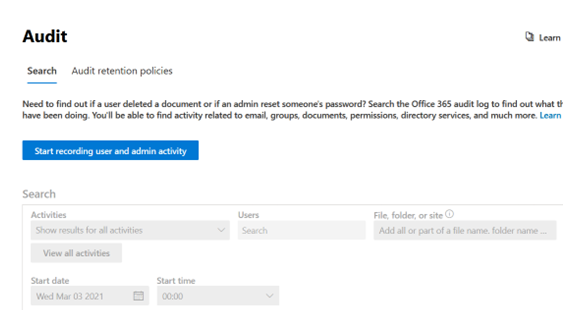 Audit
Learn
Search Audit retention policies
Need to find out if a user deleted a document or if an admin reset someone's password? Search the Office 365 audit log to find out what
have been doing. You'll be able to find activity related to email, groups, documents, permissions, directory services, and much more. Learn
Start recording user and admin activity
Search
Activities Users File, folder, or site
Show results for all activities Search Add all or part of a file name, folder name ...
View all activities
Start date Start time
Wed Mar 03 2021 00:00